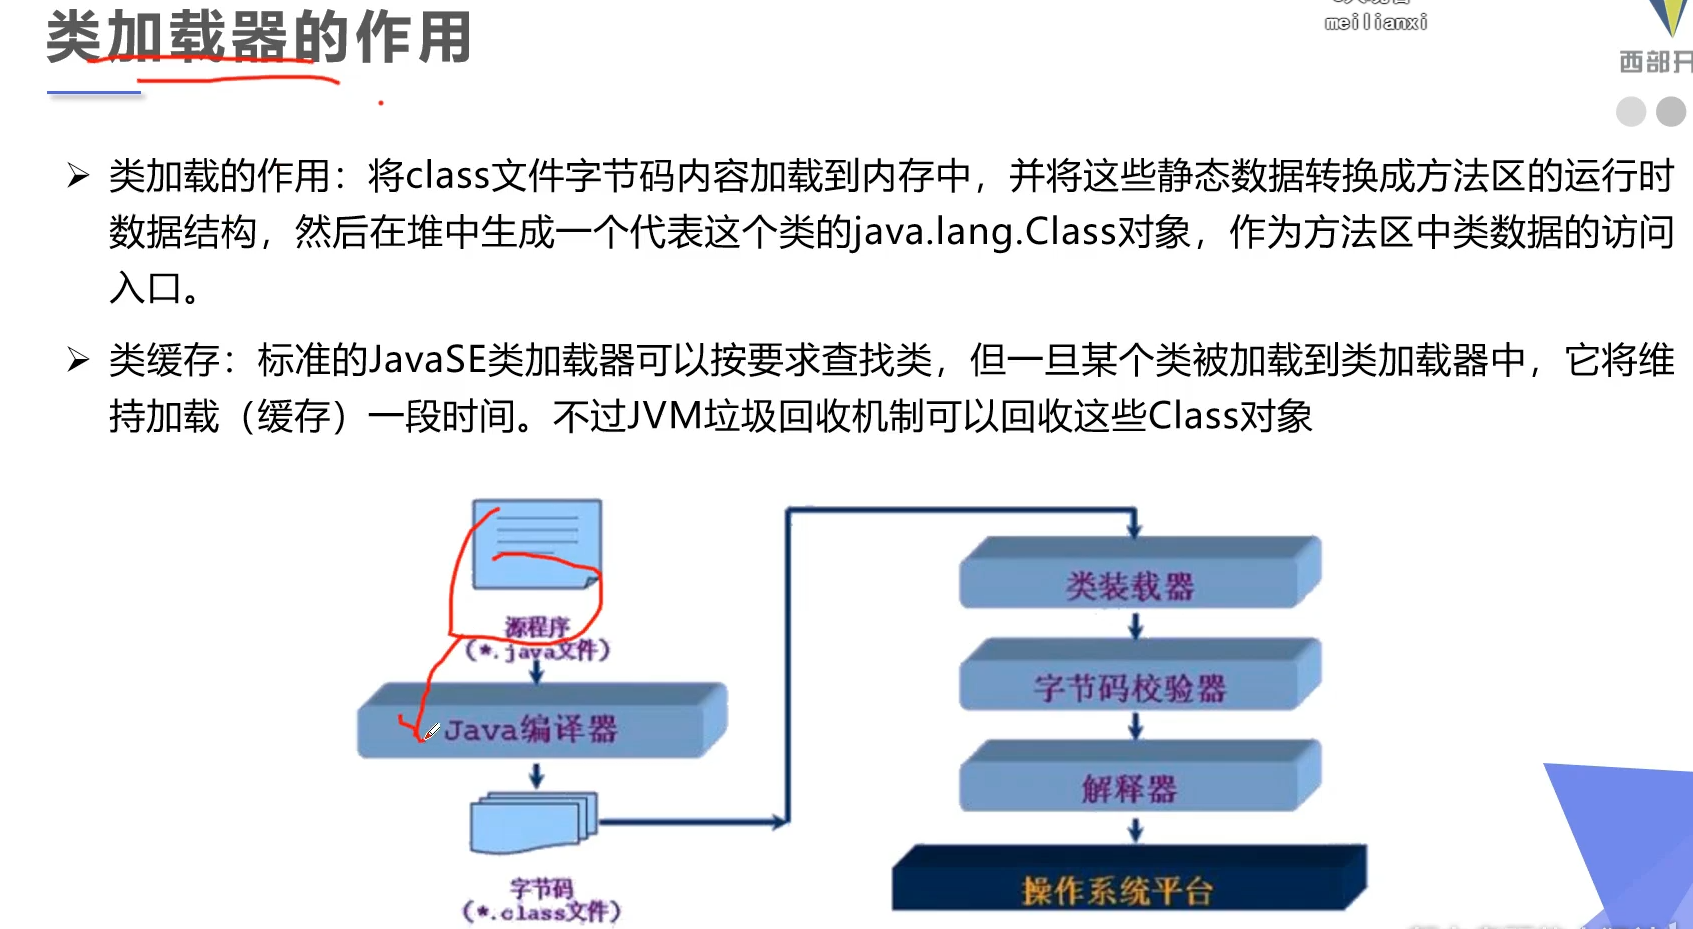 类加载器的作用
meilianxi
西部开
类加载的作用：将class文件字节码内容加载到内存中，并将这些静态数据转换成方法区的运行时
数据结构，然后在堆中生成一个代表这个类的java.lang.Class对象，作为方法区中类数据的访问
入口。
类缓存：标准的JavaSE类加载器可以按要求查找类，但一旦某个类被加载到类加载器中，它将维
持加载（缓存）一段时间。不过JVM垃圾回收机制可以回收这些Class对象
源程序
（*.java文件）
Java编译器
字节码
（*.class文件）
类装载器
字节码校验器
解释器
操作系统平台